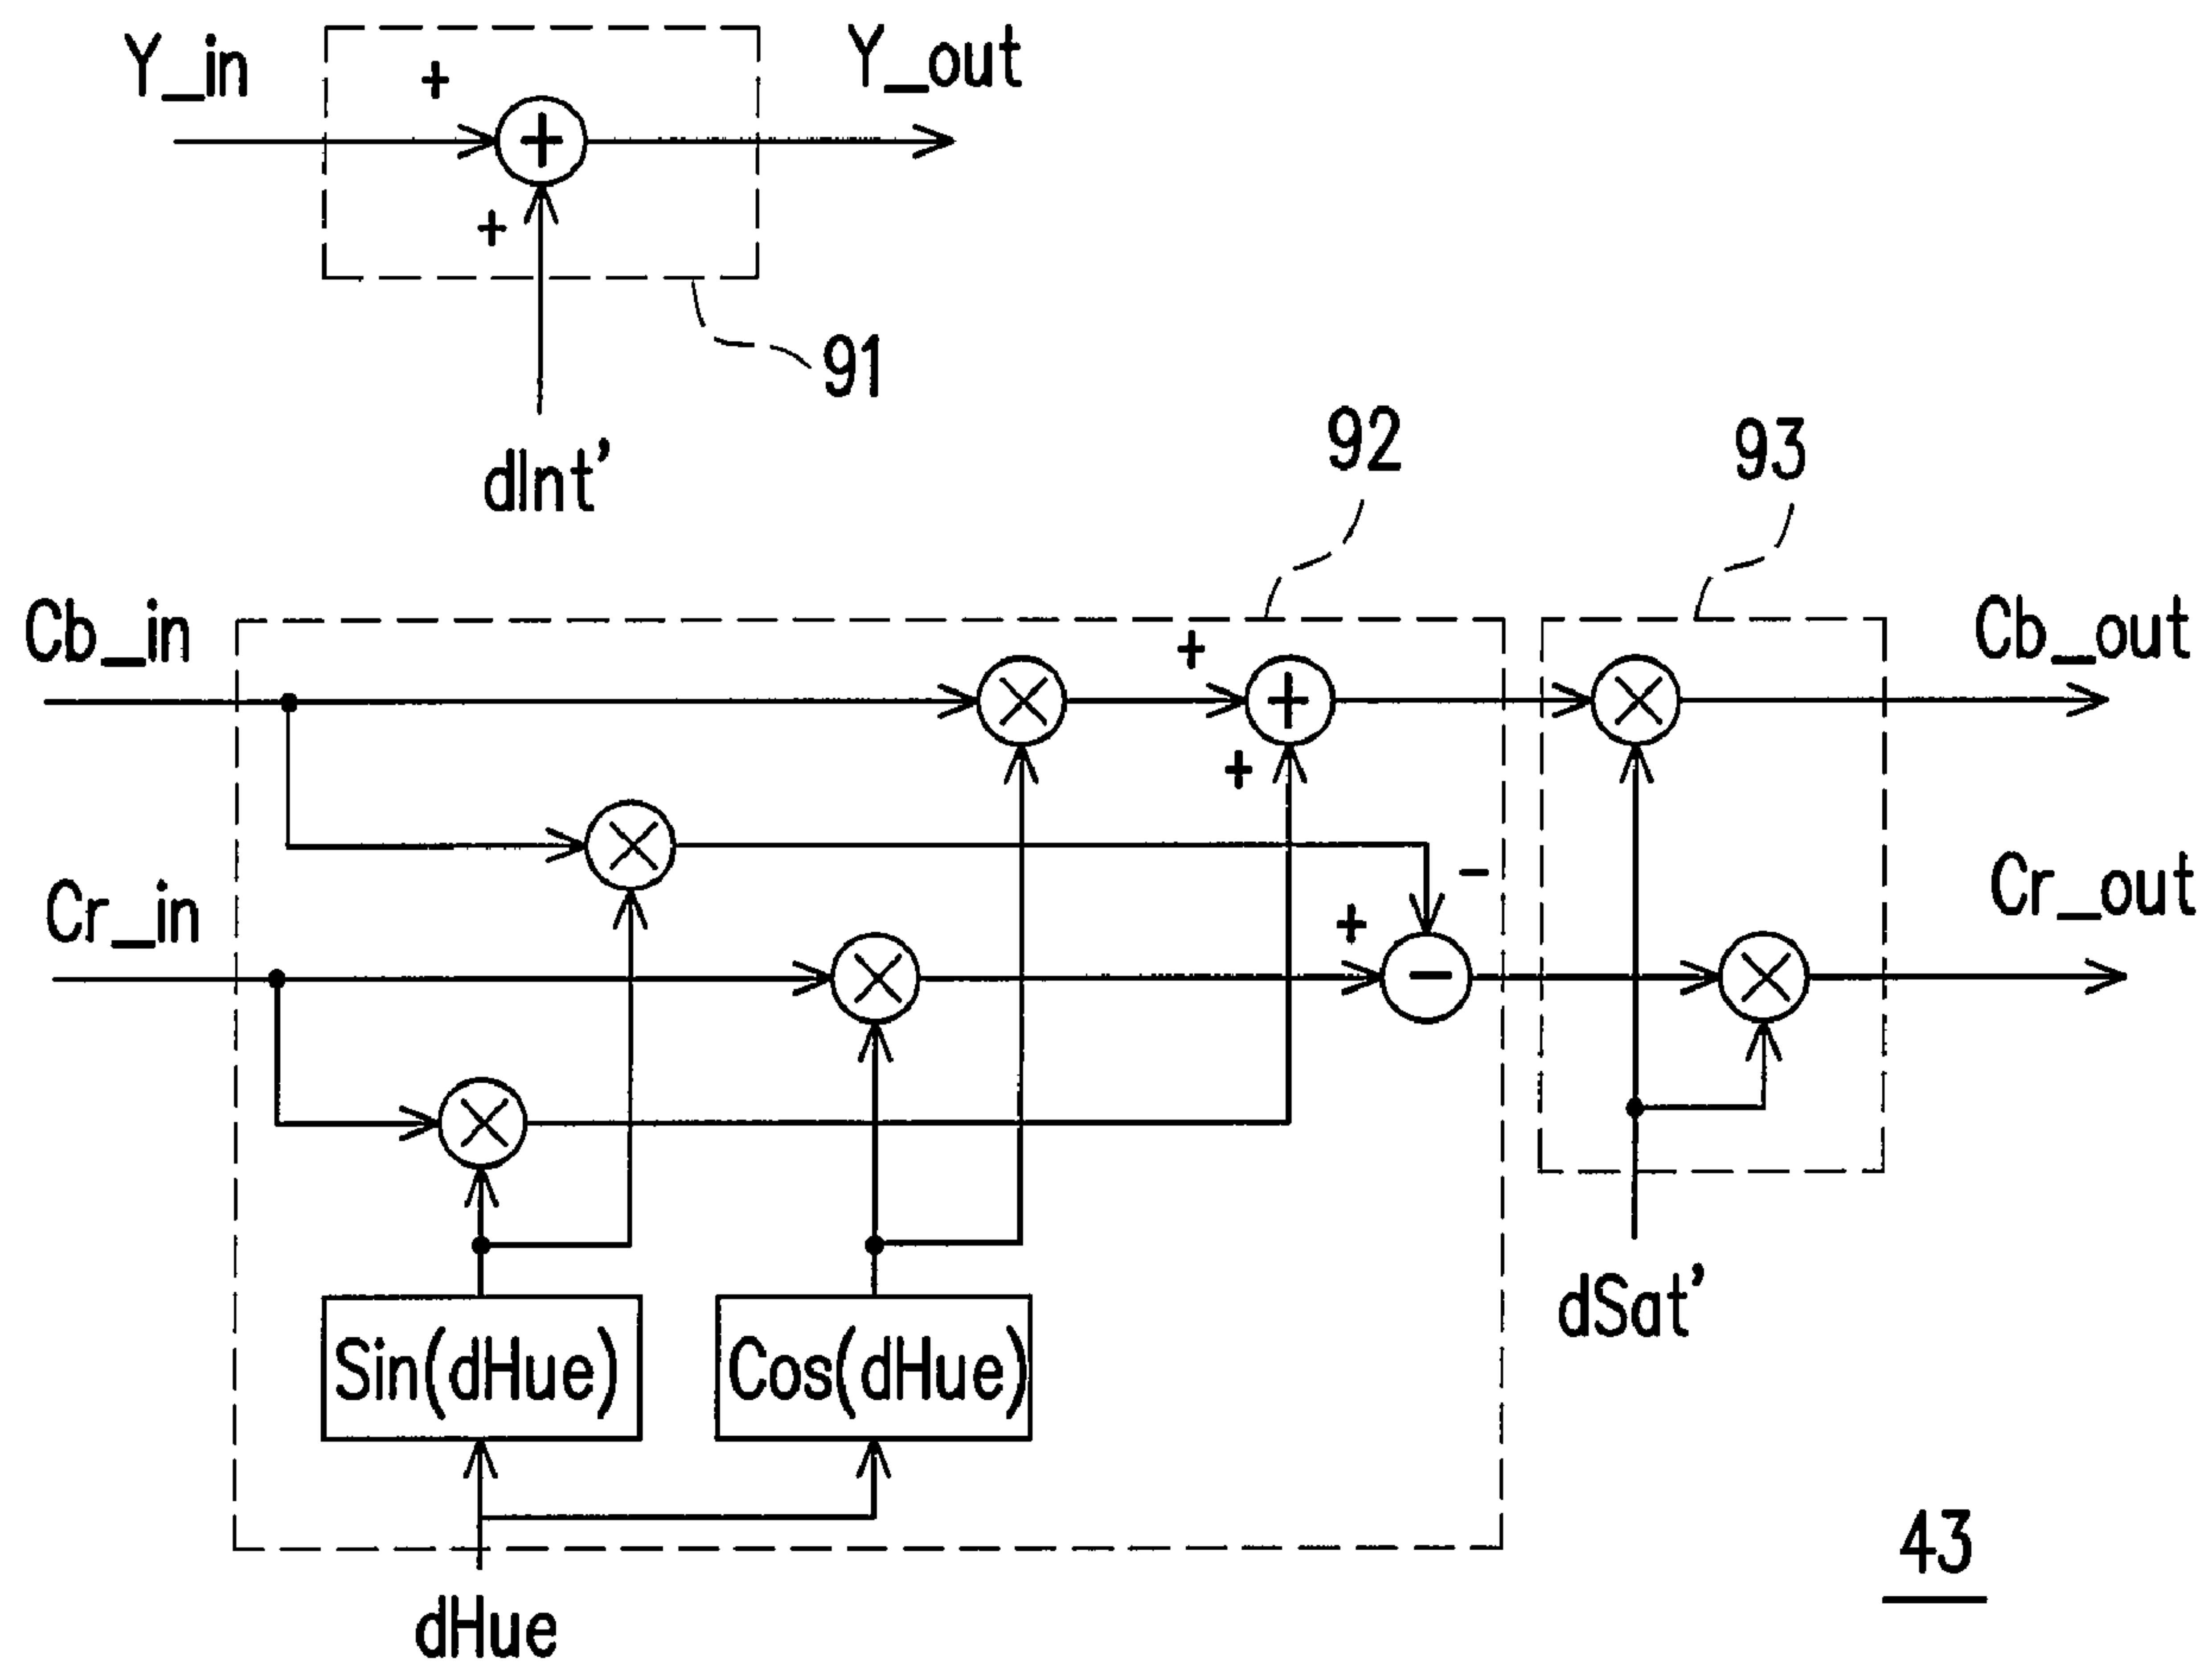 Y_in
+
+
Y_out
+
dInt’
91
92
93
Cb_in
+
+
+
Cb_out
Cr_in
-
+
-
Cr_out
Sin(dHue)
Cos(dHue)
dSat’
dHue
43